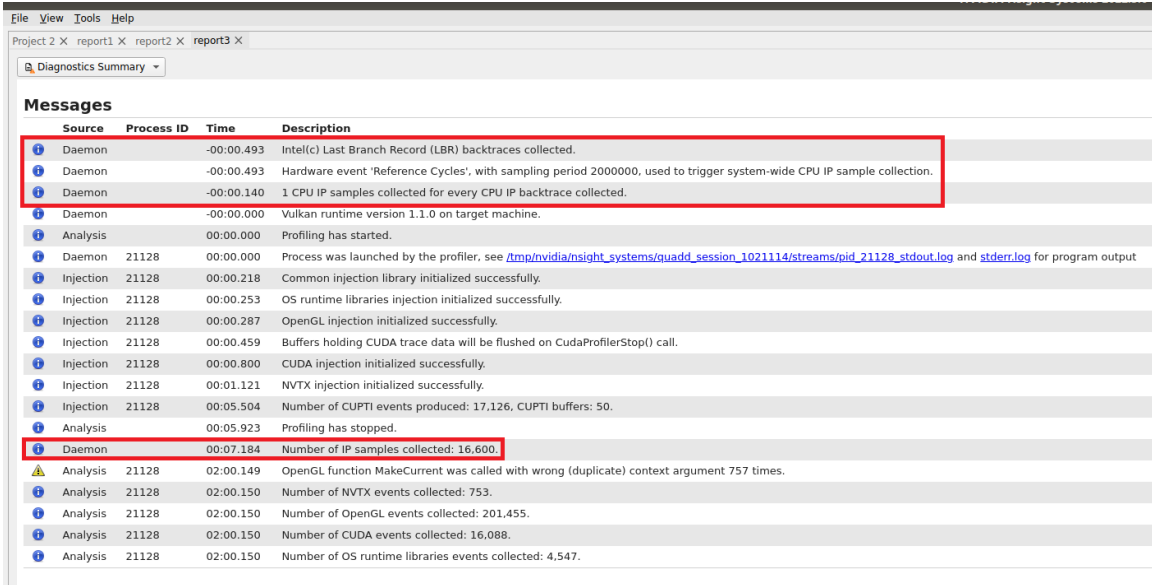 File View Tools Help
Project 2 X report1 X report2 X report3 X
Diagnostics Summary
Messages
Source Process ID Time Description
Daemon -00:00.493 Intel(c) Last Branch Record (LBR) backtraces collected.
Daemon -00:00.493 Hardware event 'Reference Cycles', with sampling period 2000000, used to trigger system-wide CPU IP sample collection.
Daemon -00:00.140 1 CPU IP samples collected for every CPU IP backtrace collected.
Daemon -00:00.000 Vulkan runtime version 1.1.0 on target machine.
Analysis 00:00.000 Profiling has started.
Daemon 21128 00:00.000 Process was launched by the profiler, see /tmp/nvidia/nsight_systems/quadd_session_1021114/streams/pid_21128_stdout.log and stderr.log for program output
Injection 21128 00:00.218 Common injection library initialized successfully.
Injection 21128 00:00.253 OS runtime libraries injection initialized successfully.
Injection 21128 00:00.287 OpenGL injection initialized successfully.
Injection 21128 00:00.459 Buffers holding CUDA trace data will be flushed on CudaProfilerStop() call.
Injection 21128 00:00.800 CUDA injection initialized successfully.
Injection 21128 00:01.121 NVTX injection initialized successfully.
Injection 21128 00:05.504 Number of CUPTI events produced: 17,126, CUPTI buffers: 50.
Analysis 00:05.923 Profiling has stopped.
Daemon 00:07.184 Number of IP samples collected: 16,600.
Analysis 21128 02:00.149 OpenGL function MakeCurrent was called with wrong (duplicate) context argument 757 times.
Analysis 21128 02:00.150 Number of NVTX events collected: 753.
Analysis 21128 02:00.150 Number of OpenGL events collected: 201,455.
Analysis 21128 02:00.150 Number of CUDA events collected: 16,088.
Analysis 21128 02:00.150 Number of OS runtime libraries events collected: 4,547.